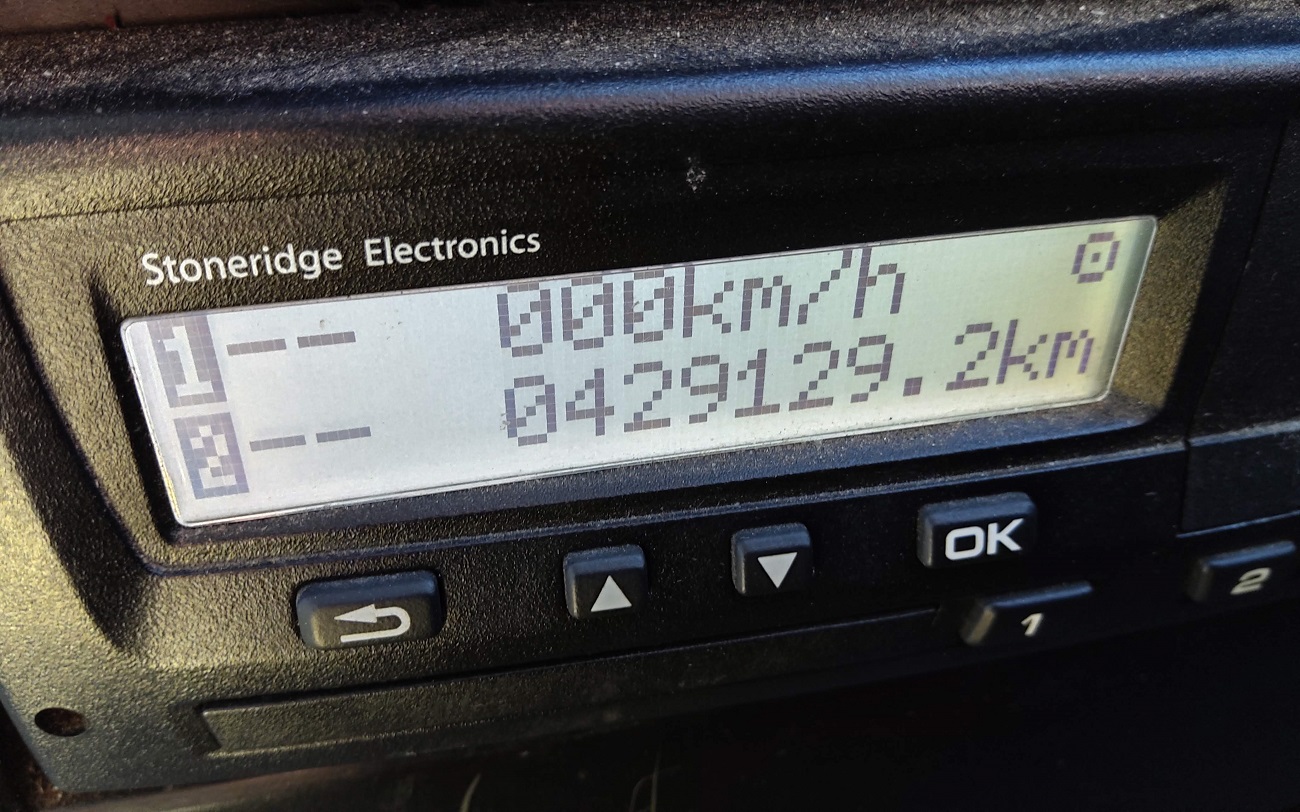 Stoneridge Electronics
1 -- 000km/h
2 -- 0429129.2km
OK
1
2